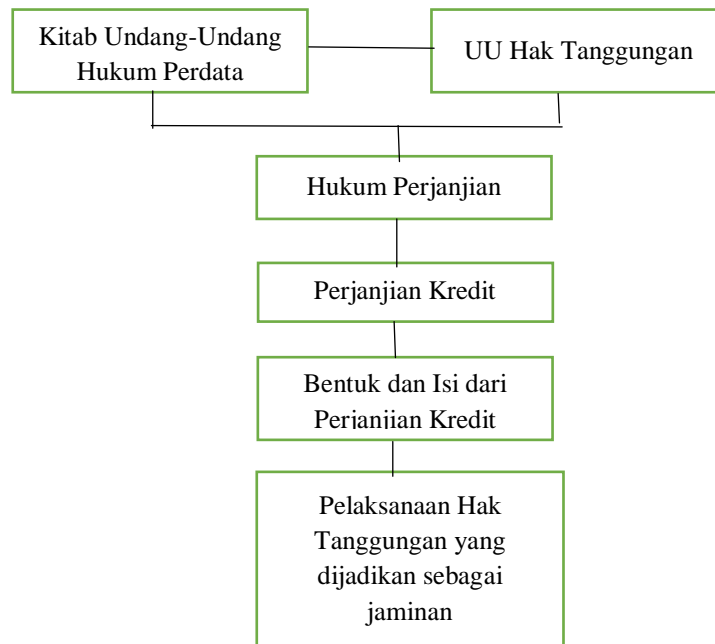 Kitab Undang-Undang
Hukum Perdata
UU Hak Tanggungan
Hukum Perjanjian
Perjanjian Kredit
Bentuk dan Isi dari
Perjanjian Kredit
Pelaksanaan Hak
Tanggungan yang
dijadikan sebagai
jaminan